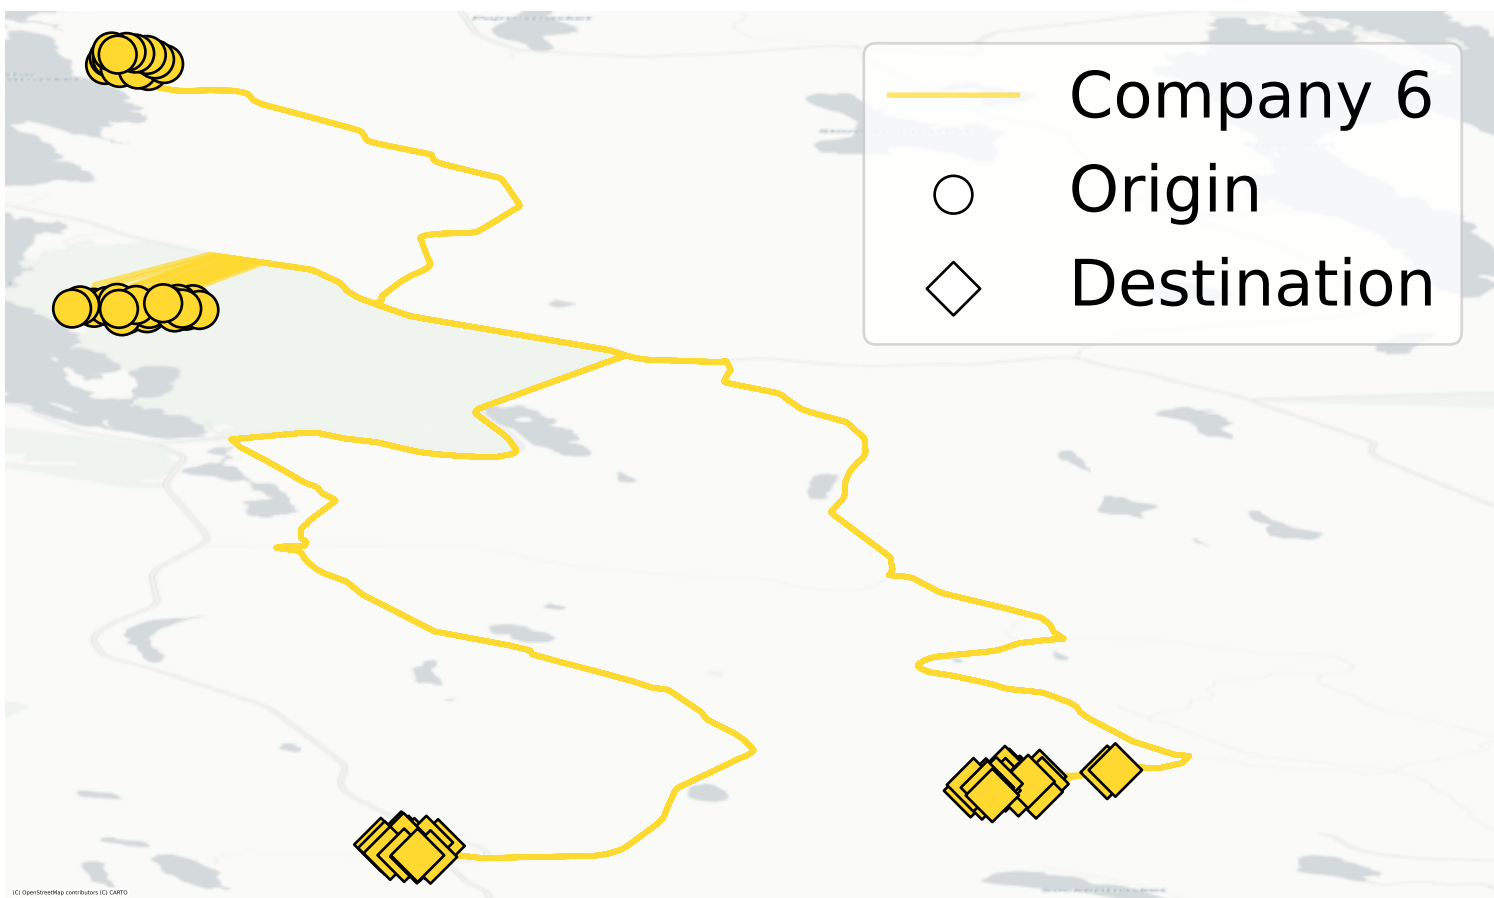 Company 6
Origin
Destination
(C) OpenStreetMap contributors (C) CARTO